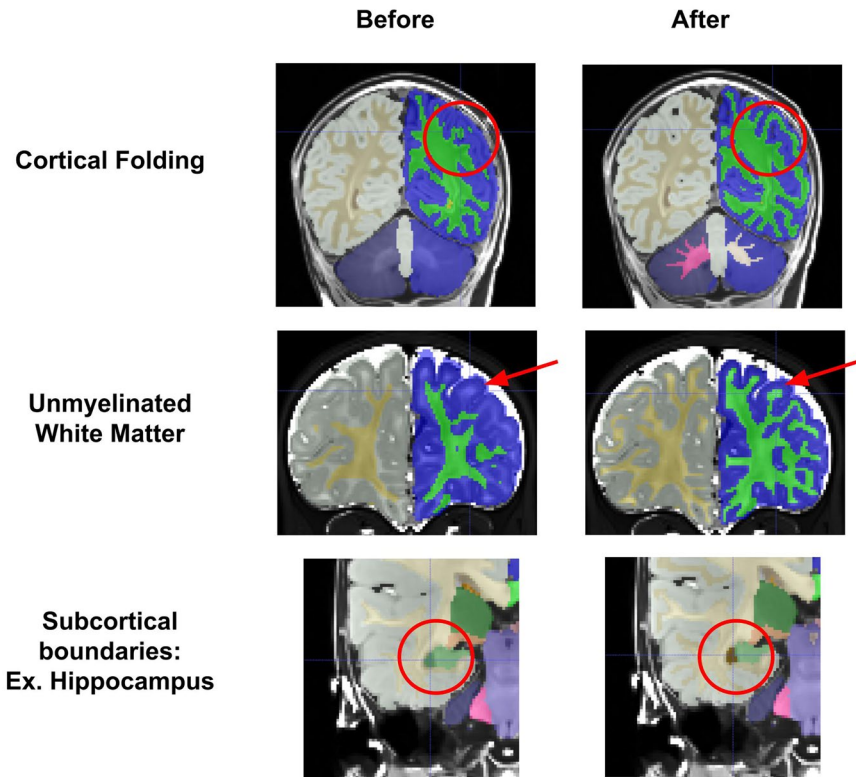 Before
After
Cortical Folding
Unmyelinated
White Matter
Subcortical
boundaries:
Ex. Hippocampus